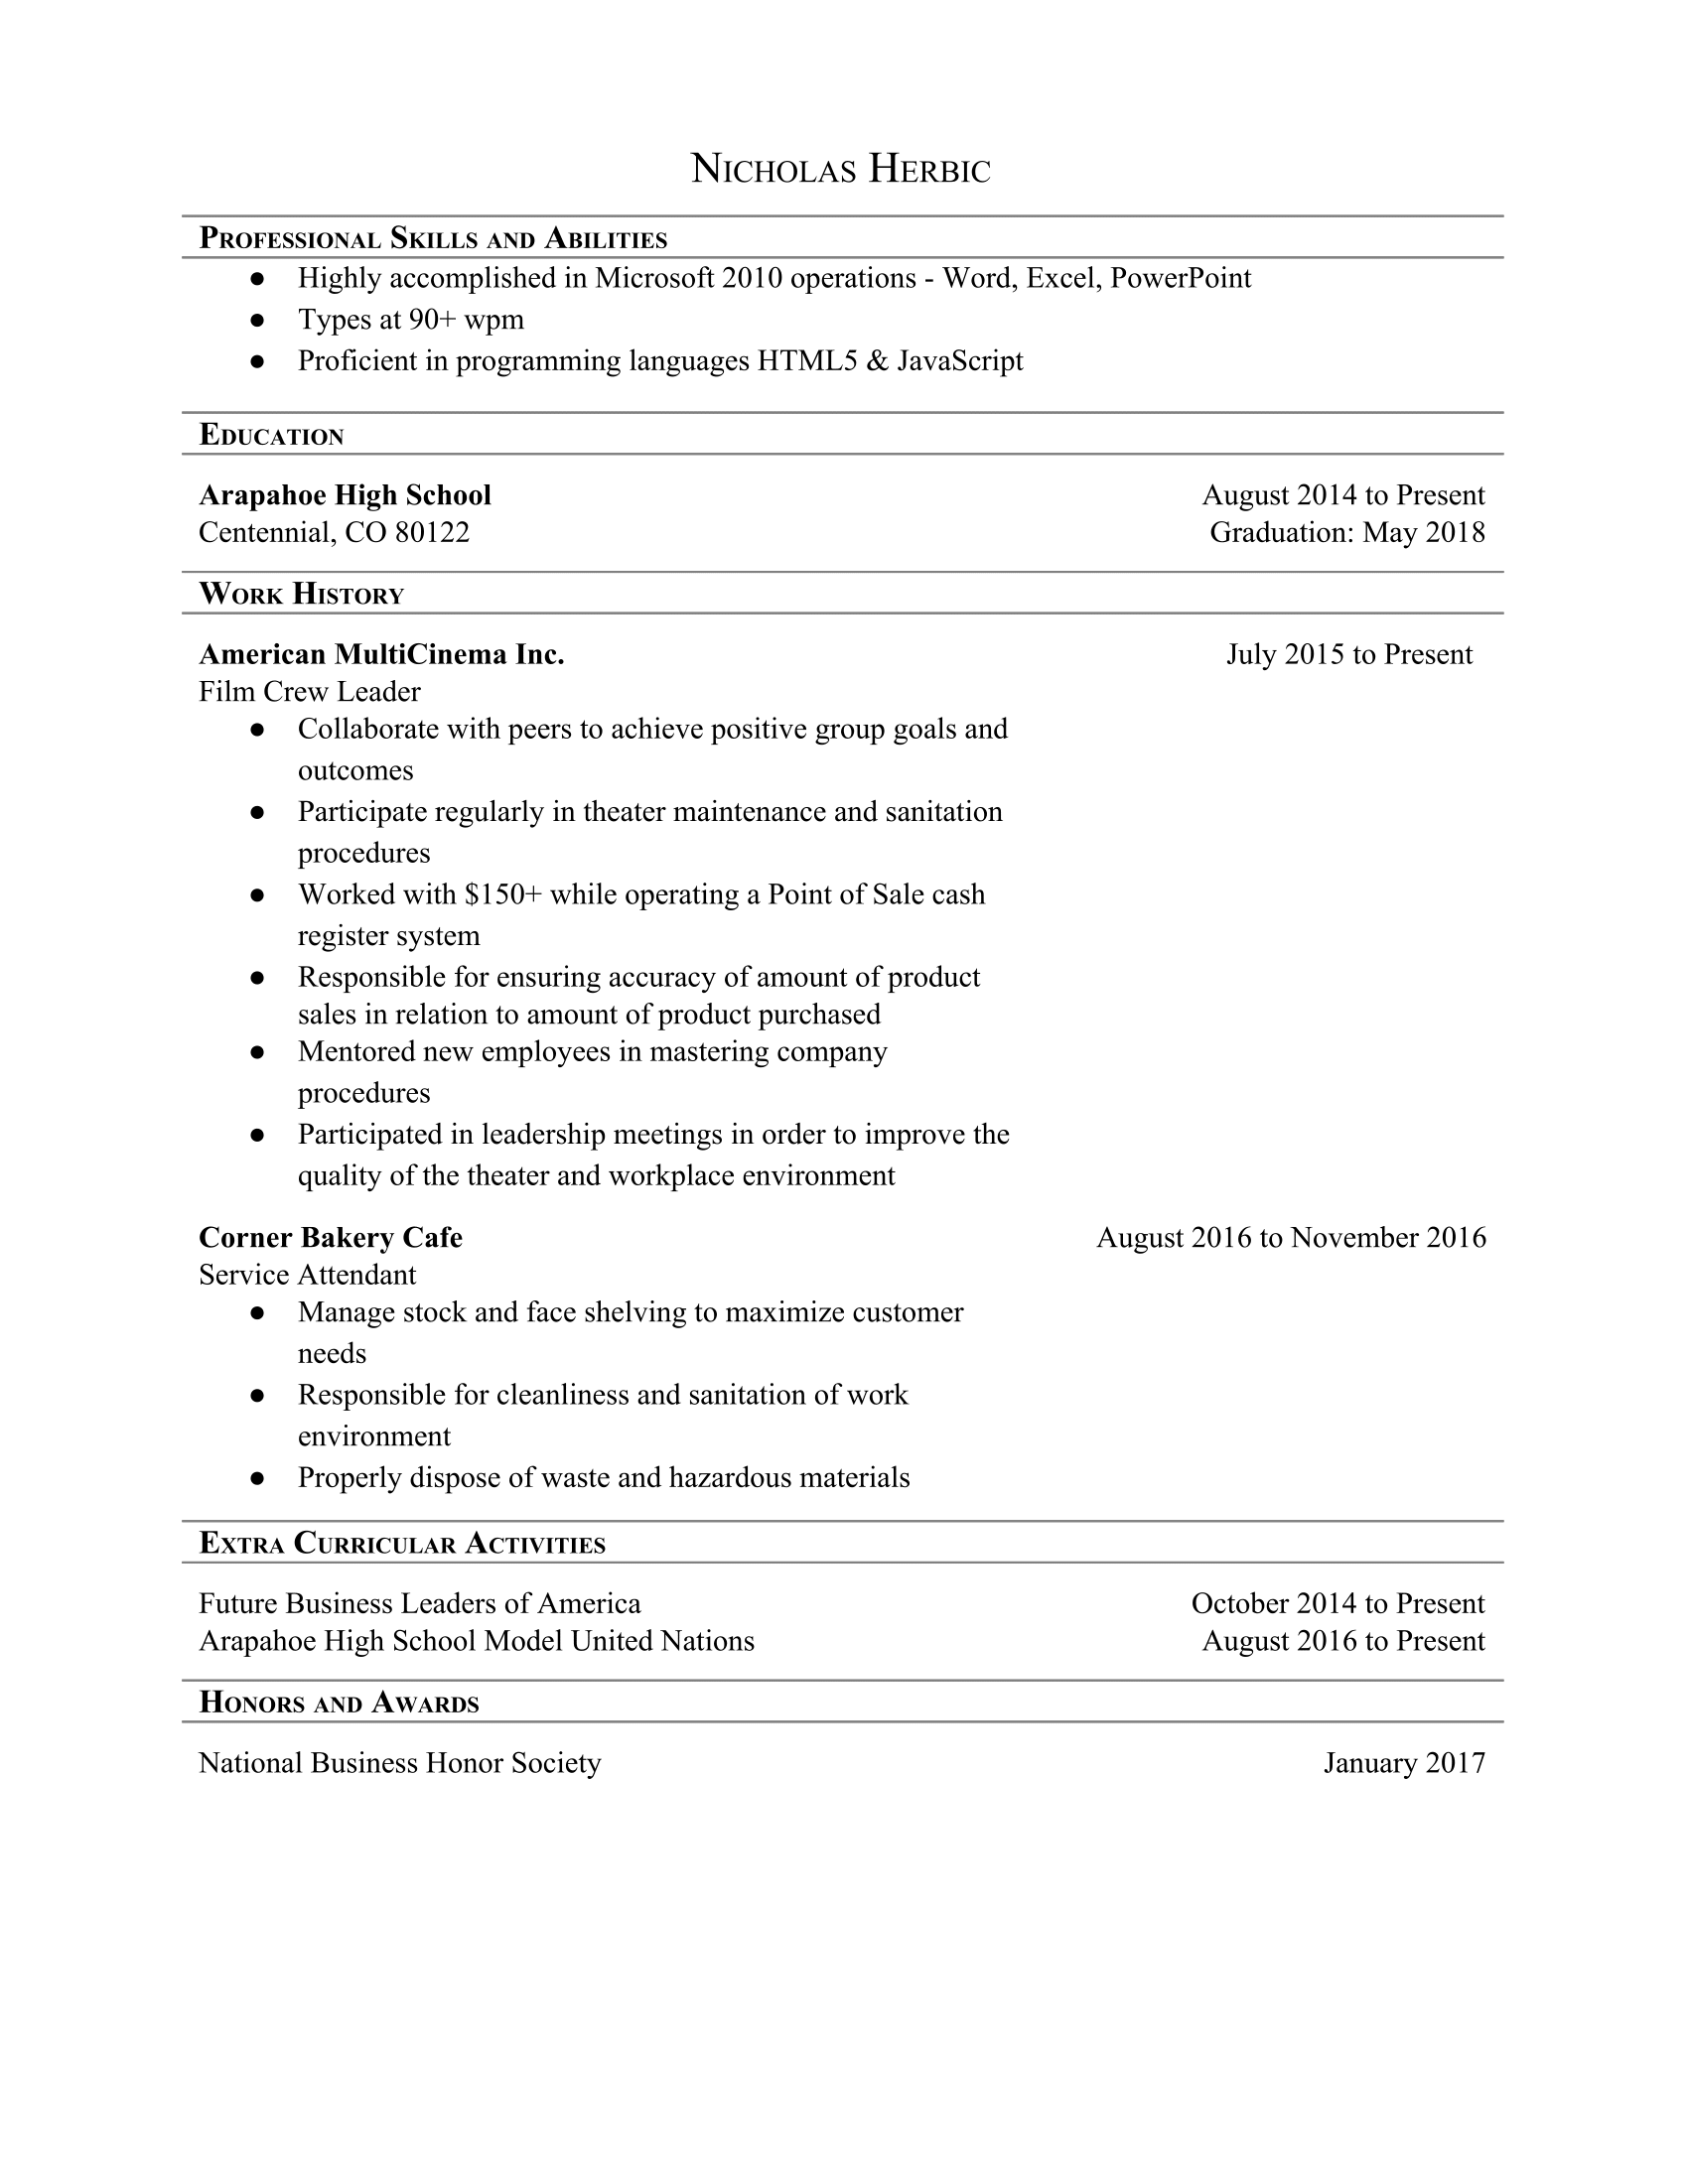 Nicholas Herbic
Professional Skills and Abilities
● Highly accomplished in Microsoft 2010 operations - Word, Excel, PowerPoint
● Types at 90+ wpm
● Proficient in programming languages HTML5 & JavaScript
Education
Arapahoe High School August 2014 to Present
Centennial, CO 80122 Graduation: May 2018
Work History
American MultiCinema Inc. July 2015 to Present
Film Crew Leader
● Collaborate with peers to achieve positive group goals and
outcomes
● Participate regularly in theater maintenance and sanitation
procedures
● Worked with $150+ while operating a Point of Sale cash
register system
● Responsible for ensuring accuracy of amount of product
sales in relation to amount of product purchased
● Mentored new employees in mastering company
procedures
● Participated in leadership meetings in order to improve the
quality of the theater and workplace environment
Corner Bakery Cafe August 2016 to November 2016
Service Attendant
● Manage stock and face shelving to maximize customer
needs
● Responsible for cleanliness and sanitation of work
environment
● Properly dispose of waste and hazardous materials
Extra Curricular Activities
Future Business Leaders of America October 2014 to Present
Arapahoe High School Model United Nations August 2016 to Present
Honors and Awards
National Business Honor Society January 2017